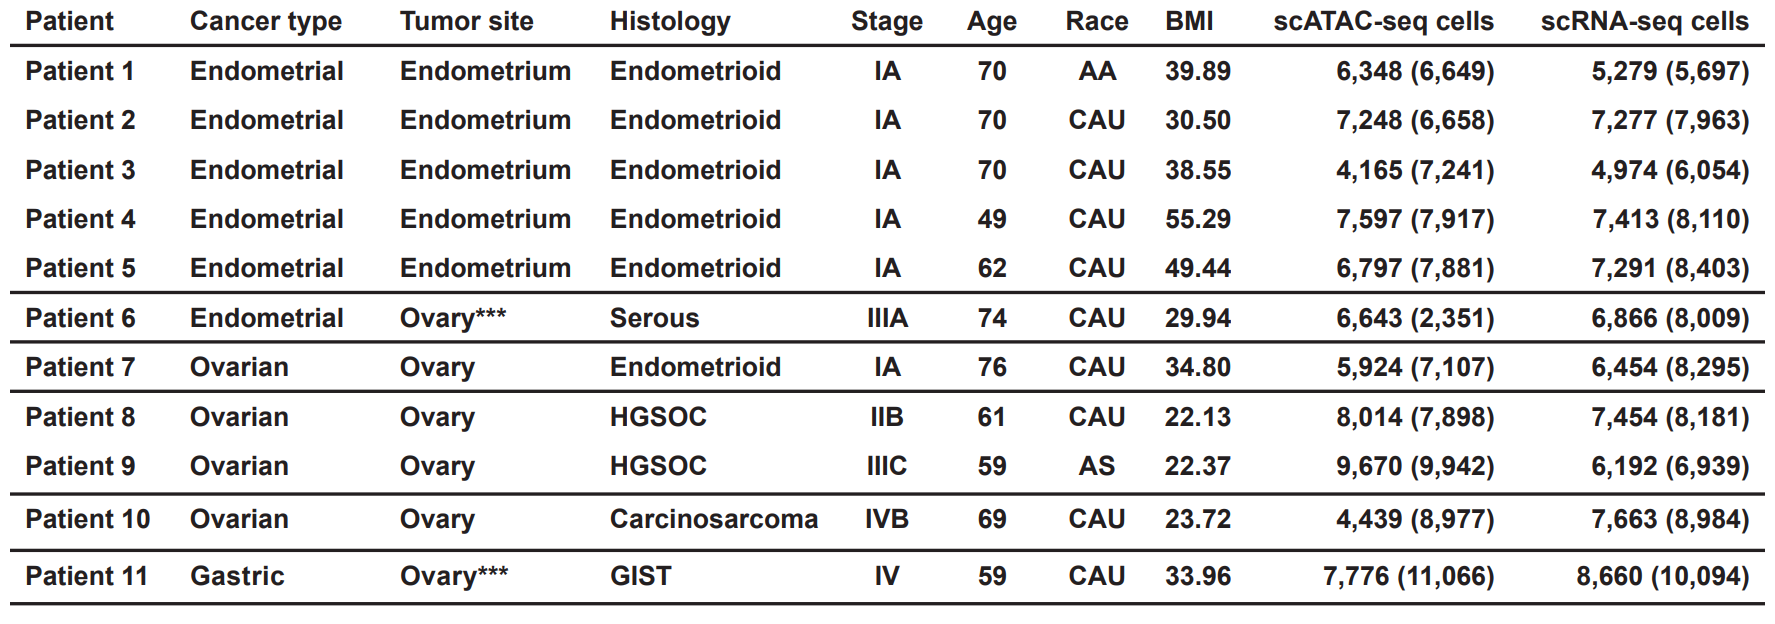 Patient Cancer type Tumor site Histology Stage Age Race BMI scATAC-seq cells scRNA-seq cells
Patient 1 Endometrial Endometrium Endometrioid IA 70 AA 39.89 6,348 (6,649) 5,279 (5,697)
Patient 2 Endometrial Endometrium Endometrioid IA 70 CAU 30.50 7,248 (6,658) 7,277 (7,963)
Patient 3 Endometrial Endometrium Endometrioid IA 70 CAU 38.55 4,165 (7,241) 4,974 (6,054)
Patient 4 Endometrial Endometrium Endometrioid IA 49 CAU 55.29 7,597 (7,917) 7,413 (8,110)
Patient 5 Endometrial Endometrium Endometrioid IA 62 CAU 49.44 6,797 (7,881) 7,291 (8,403)
Patient 6 Endometrial Ovary*** Serous IIIA 74 CAU 29.94 6,643 (2,351) 6,866 (8,009)
Patient 7 Ovarian Ovary Endometrioid IA 76 CAU 34.80 5,924 (7,107) 6,454 (8,295)
Patient 8 Ovarian Ovary HGSOC IIB 61 CAU 22.13 8,014 (7,898) 7,454 (8,181)
Patient 9 Ovarian Ovary HGSOC IIIC 59 AS 22.37 9,670 (9,942) 6,192 (6,939)
Patient 10 Ovarian Ovary Carcinosarcoma IVB 69 CAU 23.72 4,439 (8,977) 7,663 (8,984)
Patient 11 Gastric Ovary*** GIST IV 59 CAU 33.96 7,776 (11,066) 8,660 (10,094)